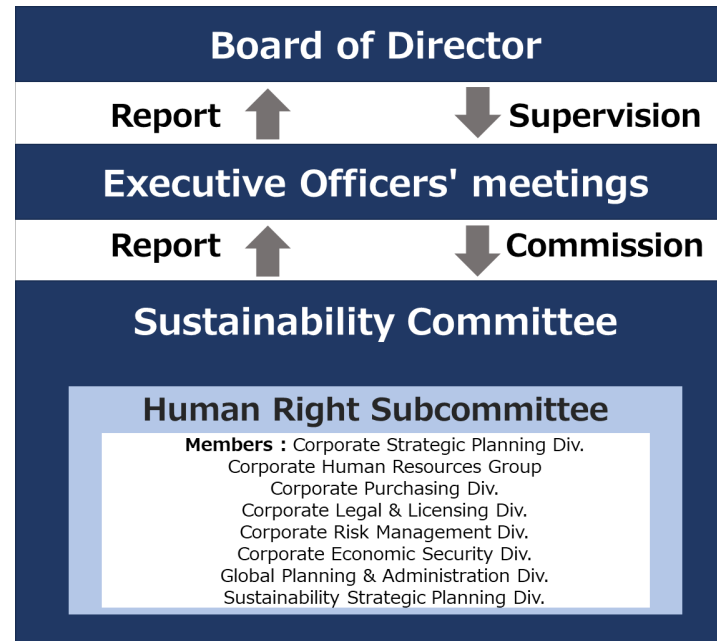 Board of Director
Report Supervision
Executive Officers' meetings
Report Commission
Sustainability Committee
Human Right Subcommittee
Members : Corporate Strategic Planning Div.
Corporate Human Resources Group
Corporate Purchasing Div.
Corporate Legal & Licensing Div.
Corporate Risk Management Div.
Corporate Economic Security Div.
Global Planning & Administration Div.
Sustainability Strategic Planning Div.